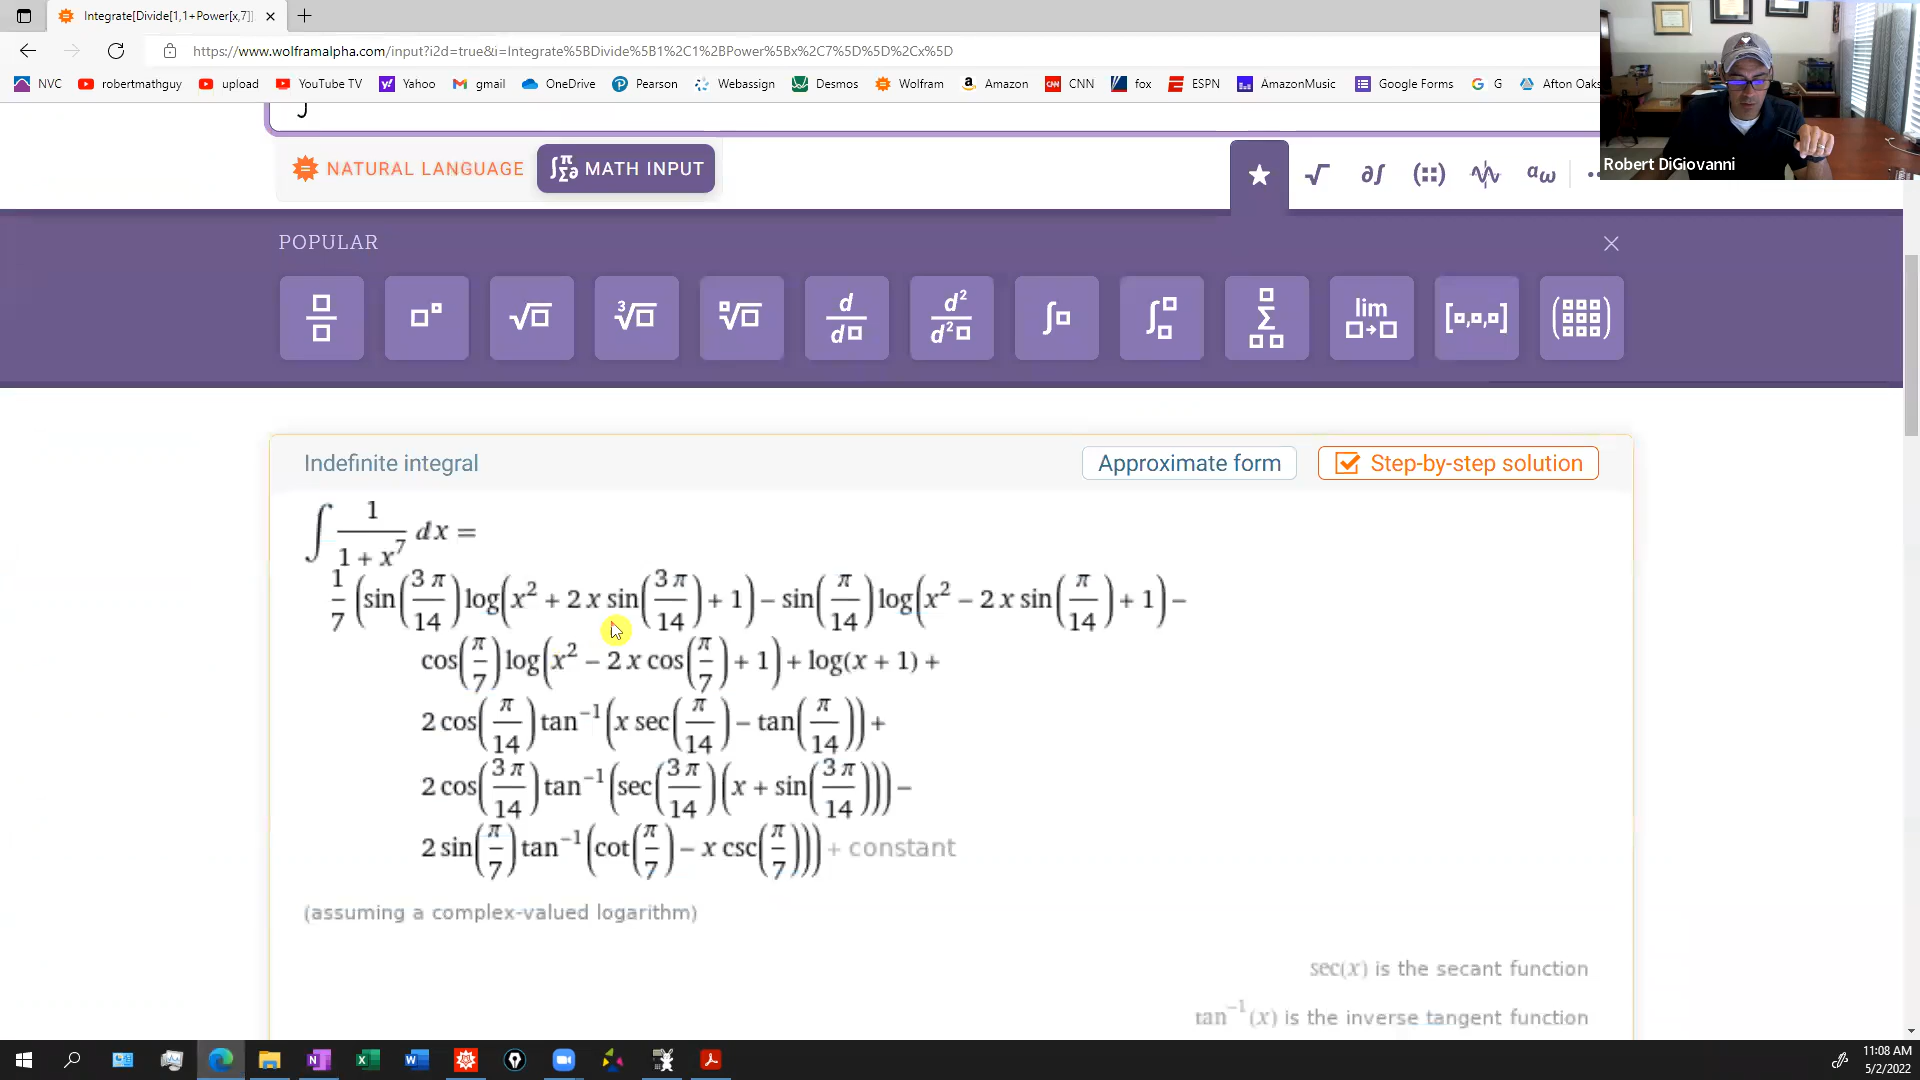 Integrate[Divide[1,1+Power[x,7]]
https://www.wolframalpha.com/input?i2d=true&i=Integrate%5BDivide%5B1%2C1%2BPower%5Bx%2C7%5D%5D%2Cx%5D
NVC robertmathguy upload YouTube TV Yahoo gmail OneDrive Pearson Webassign Desmos Wolfram Amazon CNN fox ESPN AmazonMusic Google Forms G Afton Oaks
Robert DiGiovanni
NATURAL LANGUAGE ∫π Σ∂ MATH INPUT ★ √ ∂∫ (::) αω
POPULAR
□/□ □^□ √□ ∛□ □√□ d/d□ d²/d²□ ∫□ ∫□□ Σ lim □→□ [□,□,□]
Indefinite integral Approximate form Step-by-step solution
∫ 1/(1 + x⁷) dx =
1/7 (sin(3π/14) log(x² + 2 x sin(3π/14) + 1) − sin(π/14) log(x² − 2 x sin(π/14) + 1) −
cos(π/7) log(x² − 2 x cos(π/7) + 1) + log(x + 1) +
2 cos(π/14) tan⁻¹(x sec(π/14) − tan(π/14)) +
2 cos(3π/14) tan⁻¹(sec(3π/14) (x + sin(3π/14))) −
2 sin(π/7) tan⁻¹(cot(π/7) − x csc(π/7))) + constant
(assuming a complex-valued logarithm)
sec(x) is the secant function
tan⁻¹(x) is the inverse tangent function
11:08 AM
5/2/2022